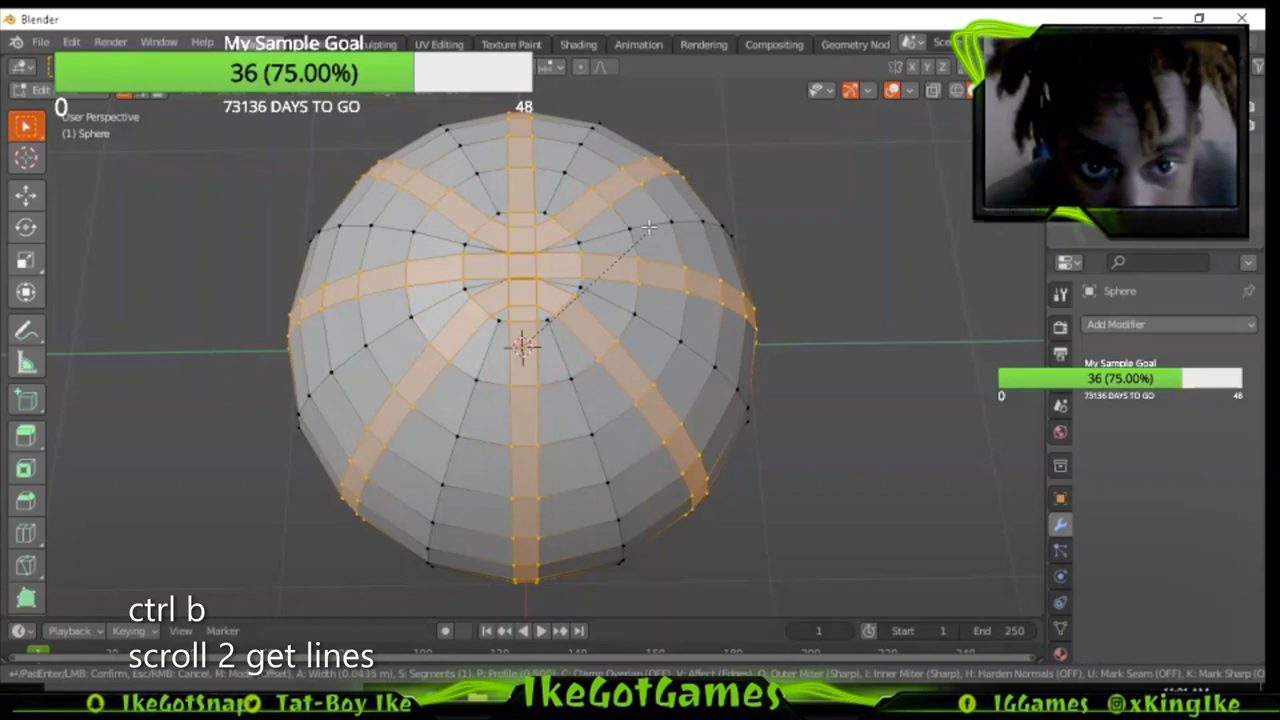 Blender
File Edit Render Window Help
UV Editing Texture Paint Shading Animation Rendering Compositing Geometry Nod
My Sample Goal
36 (75.00%)
0
73136 DAYS TO GO
48
Edit
X Y Z
User Perspective
(1) Sphere
Sphere
Add Modifier
My Sample Goal
36 (75.00%)
0
73136 DAYS TO GO
48
ctrl b
scroll 2 get lines
Playback Keying View Marker
1
Start 1
End 250
IkeGotGames
Tat-Boy Ike
IGGames
xKingIke